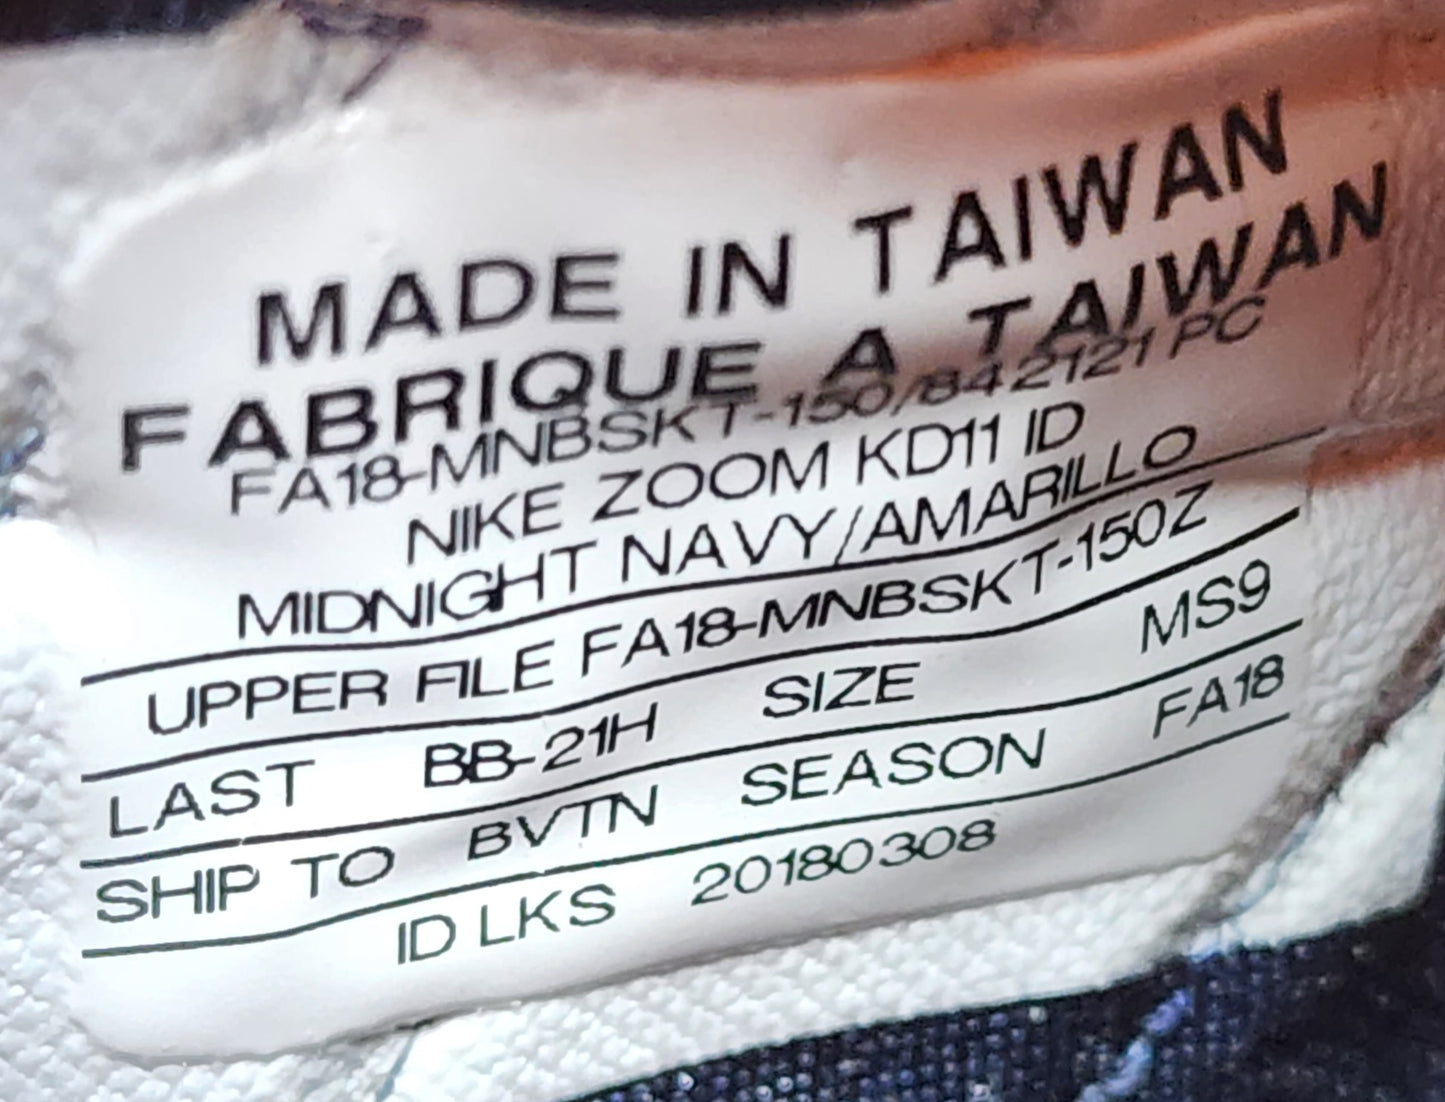 MADE IN TAIWAN
FABRIQUE A TAIWAN
FA18-MNBSKT-150/842121 PC
NIKE ZOOM KD11 ID
MIDNIGHT NAVY/AMARILLO
UPPER FILE FA18-MNBSKT-150Z
LAST BB-21H SIZE MS9
SHIP TO BVTN SEASON FA18
ID LKS 20180308